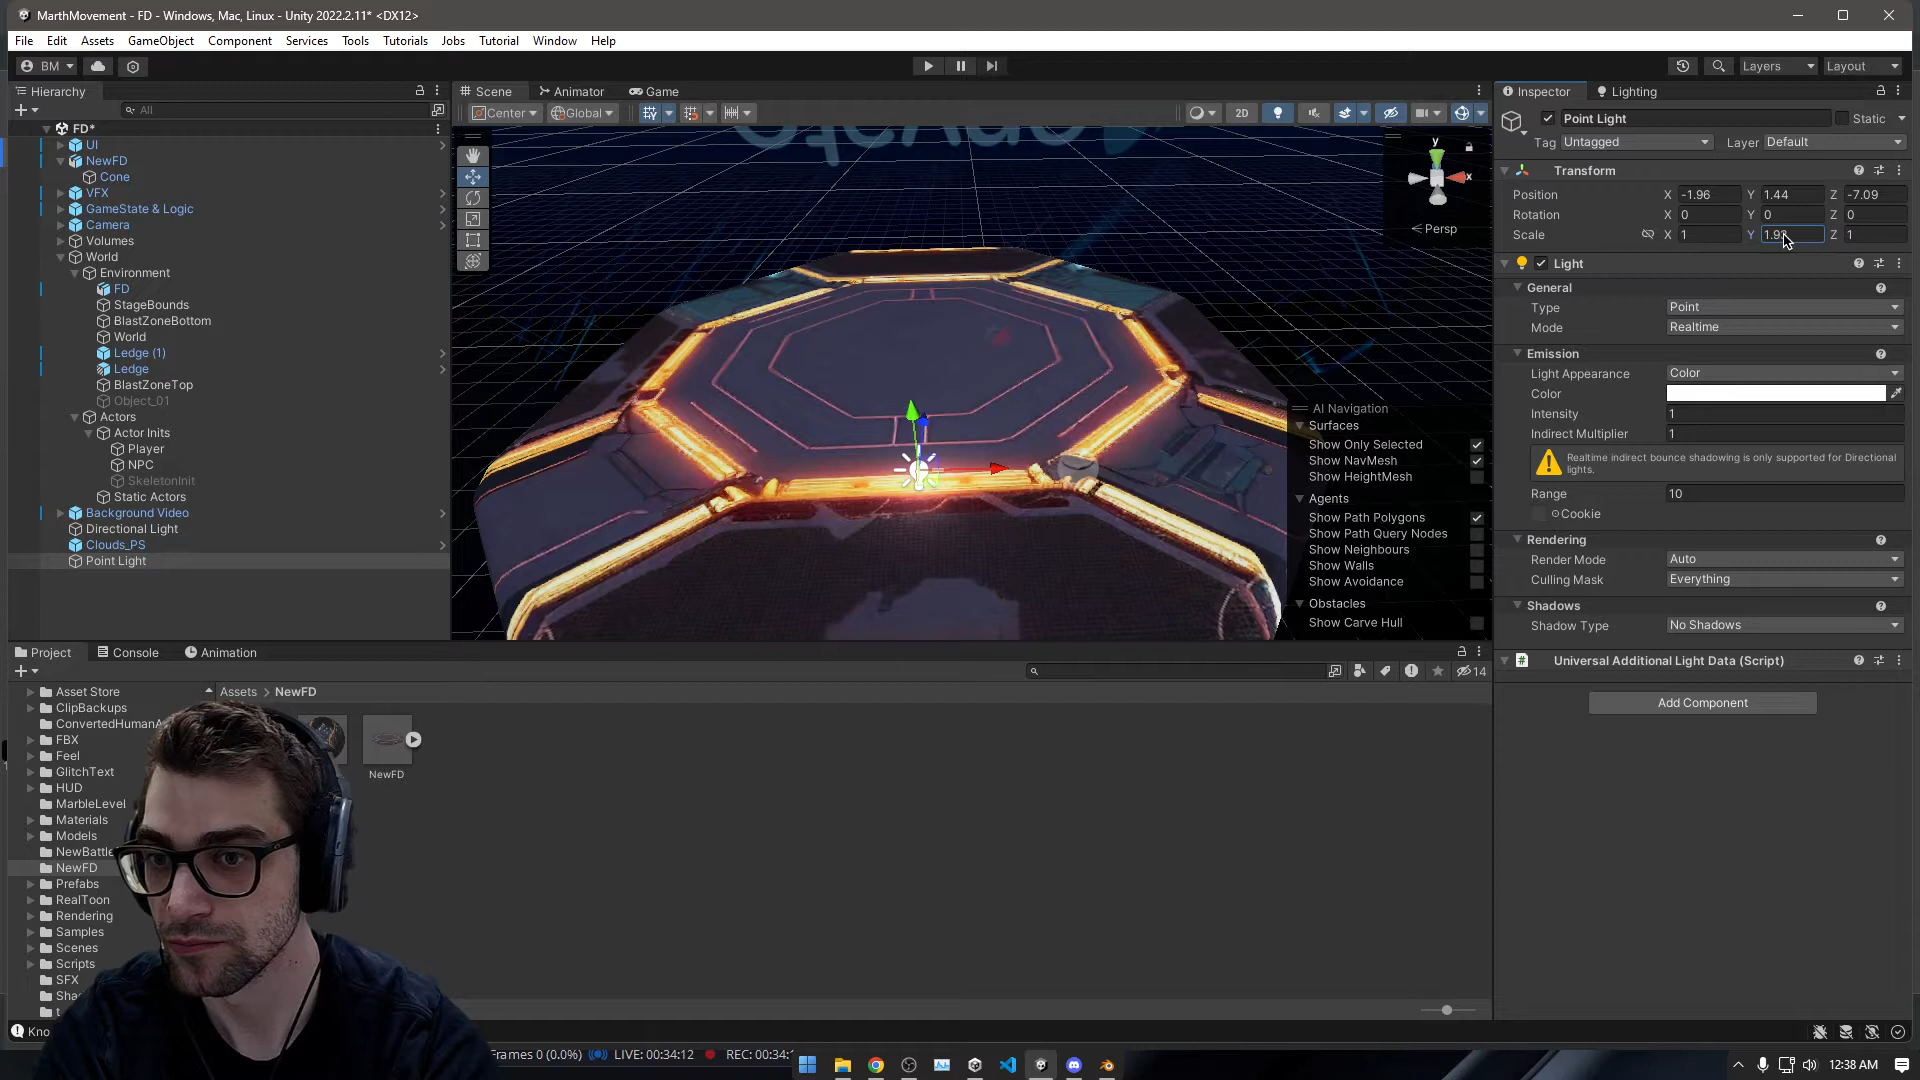 MarthMovement - FD - Windows, Mac, Linux - Unity 2022.2.11* <DX12>
File Edit Assets GameObject Component Services Tools Tutorials Jobs Tutorial Window Help
BM
Layers
Layout
Hierarchy
All
FD*
UI
NewFD
Cone
VFX
GameState & Logic
Camera
Volumes
World
Environment
FD
StageBounds
BlastZoneBottom
World
Ledge (1)
Ledge
BlastZoneTop
Object_01
Actors
Actor Inits
Player
NPC
SkeletonInit
Static Actors
Background Video
Directional Light
Clouds_PS
Point Light
Scene Animator Game
Center Global
2D
y
x
< Persp
AI Navigation
Surfaces
Show Only Selected
Show NavMesh
Show HeightMesh
Agents
Show Path Polygons
Show Path Query Nodes
Show Neighbours
Show Walls
Show Avoidance
Obstacles
Show Carve Hull
Inspector Lighting
Point Light
Static
Tag Untagged Layer Default
Transform
Position X -1.96 Y 1.44 Z -7.09
Rotation X 0 Y 0 Z 0
Scale X 1 Y Z 1
Light
General
Type Point
Mode Realtime
Emission
Light Appearance Color
Color
Intensity 1
Indirect Multiplier 1
Realtime indirect bounce shadowing is only supported for Directional
lights.
Range 10
Cookie
Rendering
Render Mode Auto
Culling Mask Everything
Shadows
Shadow Type No Shadows
Universal Additional Light Data (Script)
Add Component
Project Console Animation
14
Assets > NewFD
Asset Store
ClipBackups
FBX
Feel
GlitchText
HUD
MarbleLevel
Materials
Models
NewFD
Prefabs
RealToon
Rendering
Samples
Scenes
Scripts
SFX
NewFD
Frames 0 (0.0%)
LIVE: 00:34:12
REC:
12:38 AM